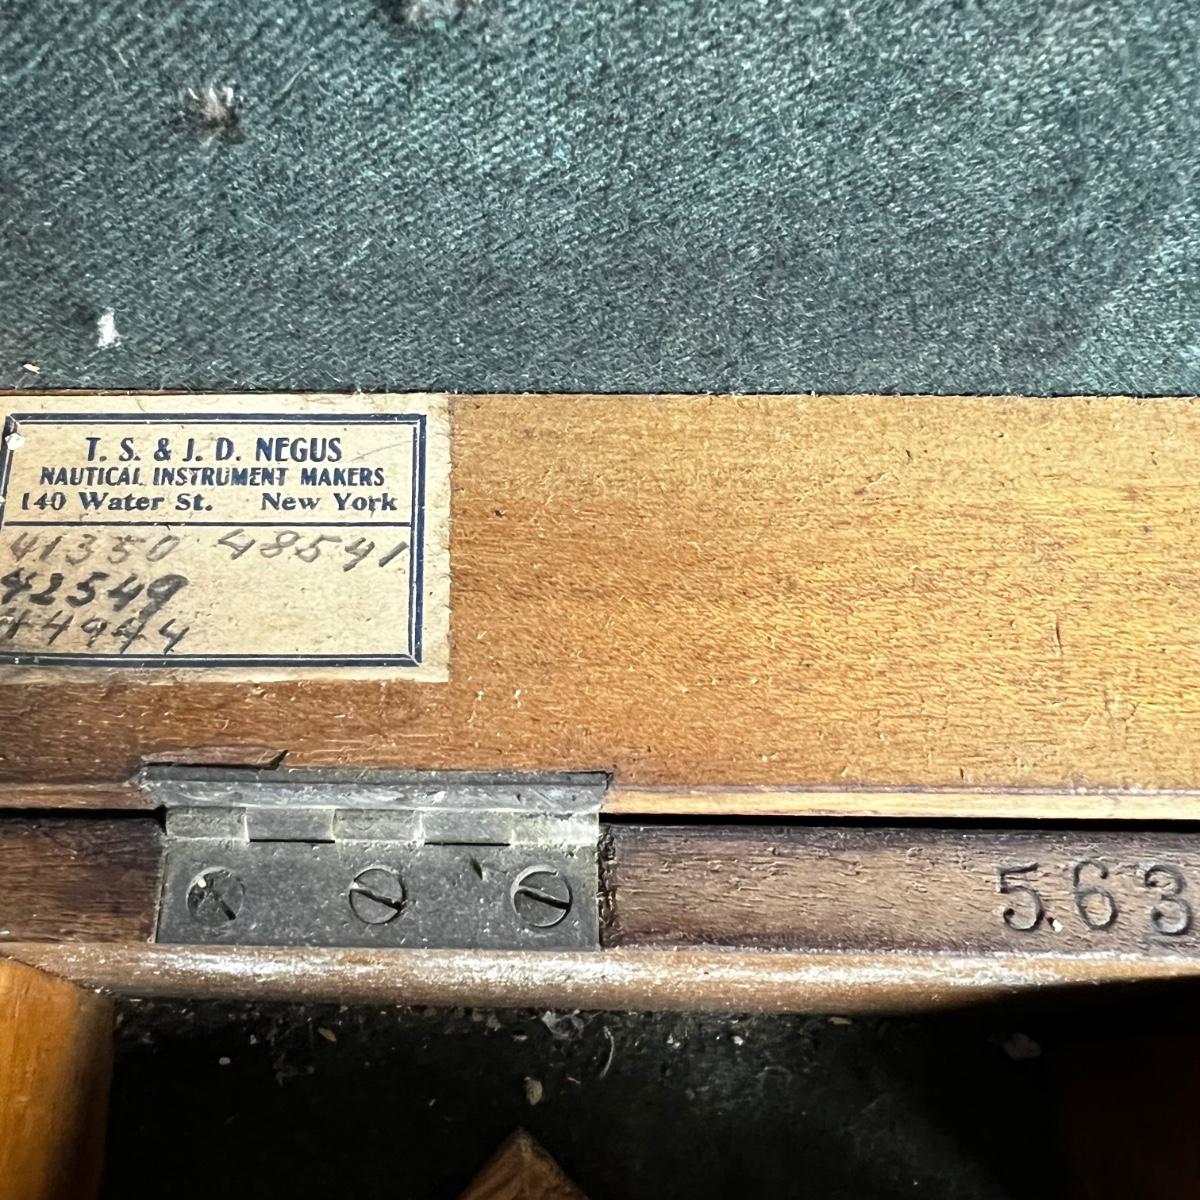 T. S. & J. D. NEGUS
NAUTICAL INSTRUMENT MAKERS
140 Water St. New York
41350 48541
42549
44944
563